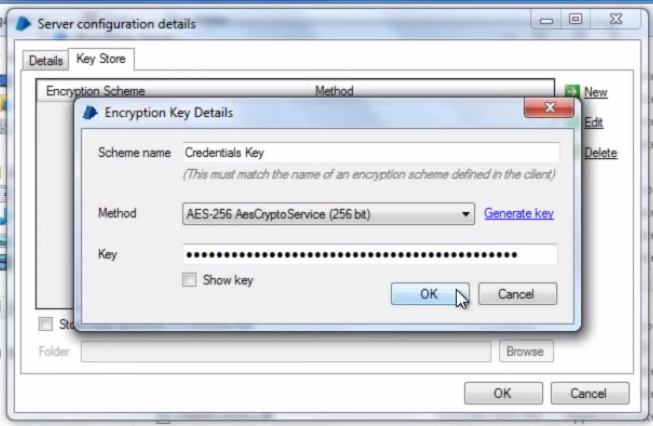 Server configuration details
Details Key Store
Encryption Scheme Method
New
Encryption Key Details
Edit
Scheme name Credentials Key
Delete
(This must match the name of an encryption scheme defined in the client)
Method AES-256 AesCryptoService (256 bit) Generate key
Key ●●●●●●●●●●●●●●●●●●●●●●●●●●●●●●●●●●●●●●●●●●●●
Show key
OK Cancel
Folder Browse
OK Cancel